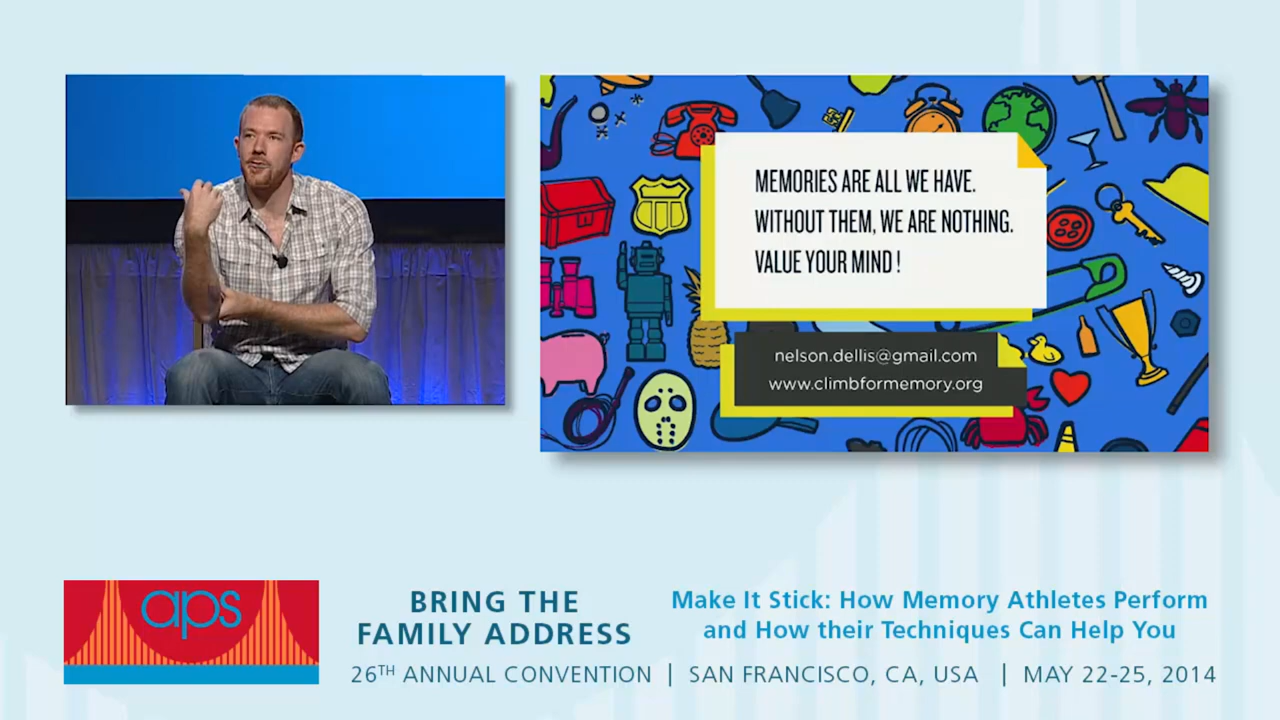 MEMORIES ARE ALL WE HAVE.
WITHOUT THEM, WE ARE NOTHING.
VALUE YOUR MIND!
nelson.dellis@gmail.com
www.climbformemory.org
aps
BRING THE
FAMILY ADDRESS
Make It Stick: How Memory Athletes Perform
and How their Techniques Can Help You
26TH ANNUAL CONVENTION | SAN FRANCISCO, CA, USA | MAY 22-25, 2014